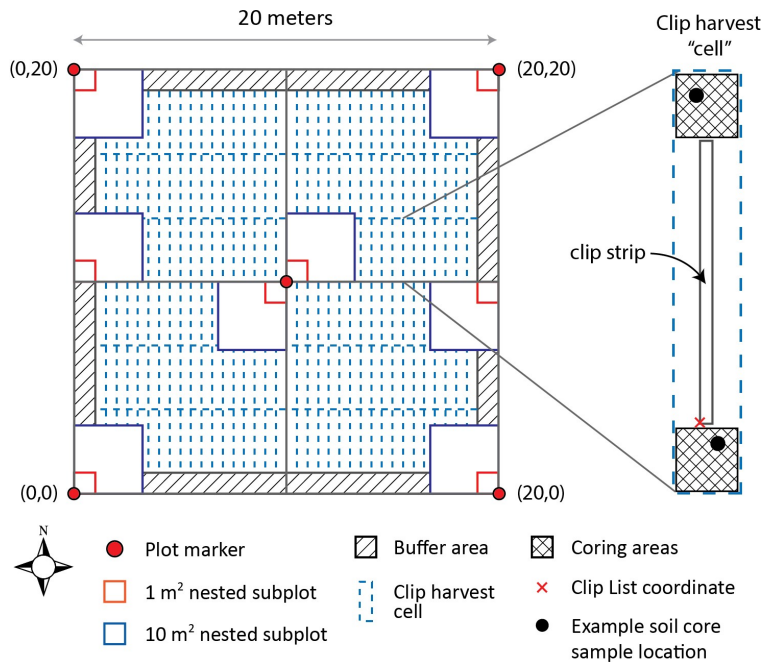 20 meters
Clip harvest
“cell”
(0,20)
(20,20)
clip strip
(0,0)
(20,0)
N
Plot marker
Buffer area
Coring areas
1 m² nested subplot
Clip harvest
cell
Clip List coordinate
10 m² nested subplot
Example soil core
sample location